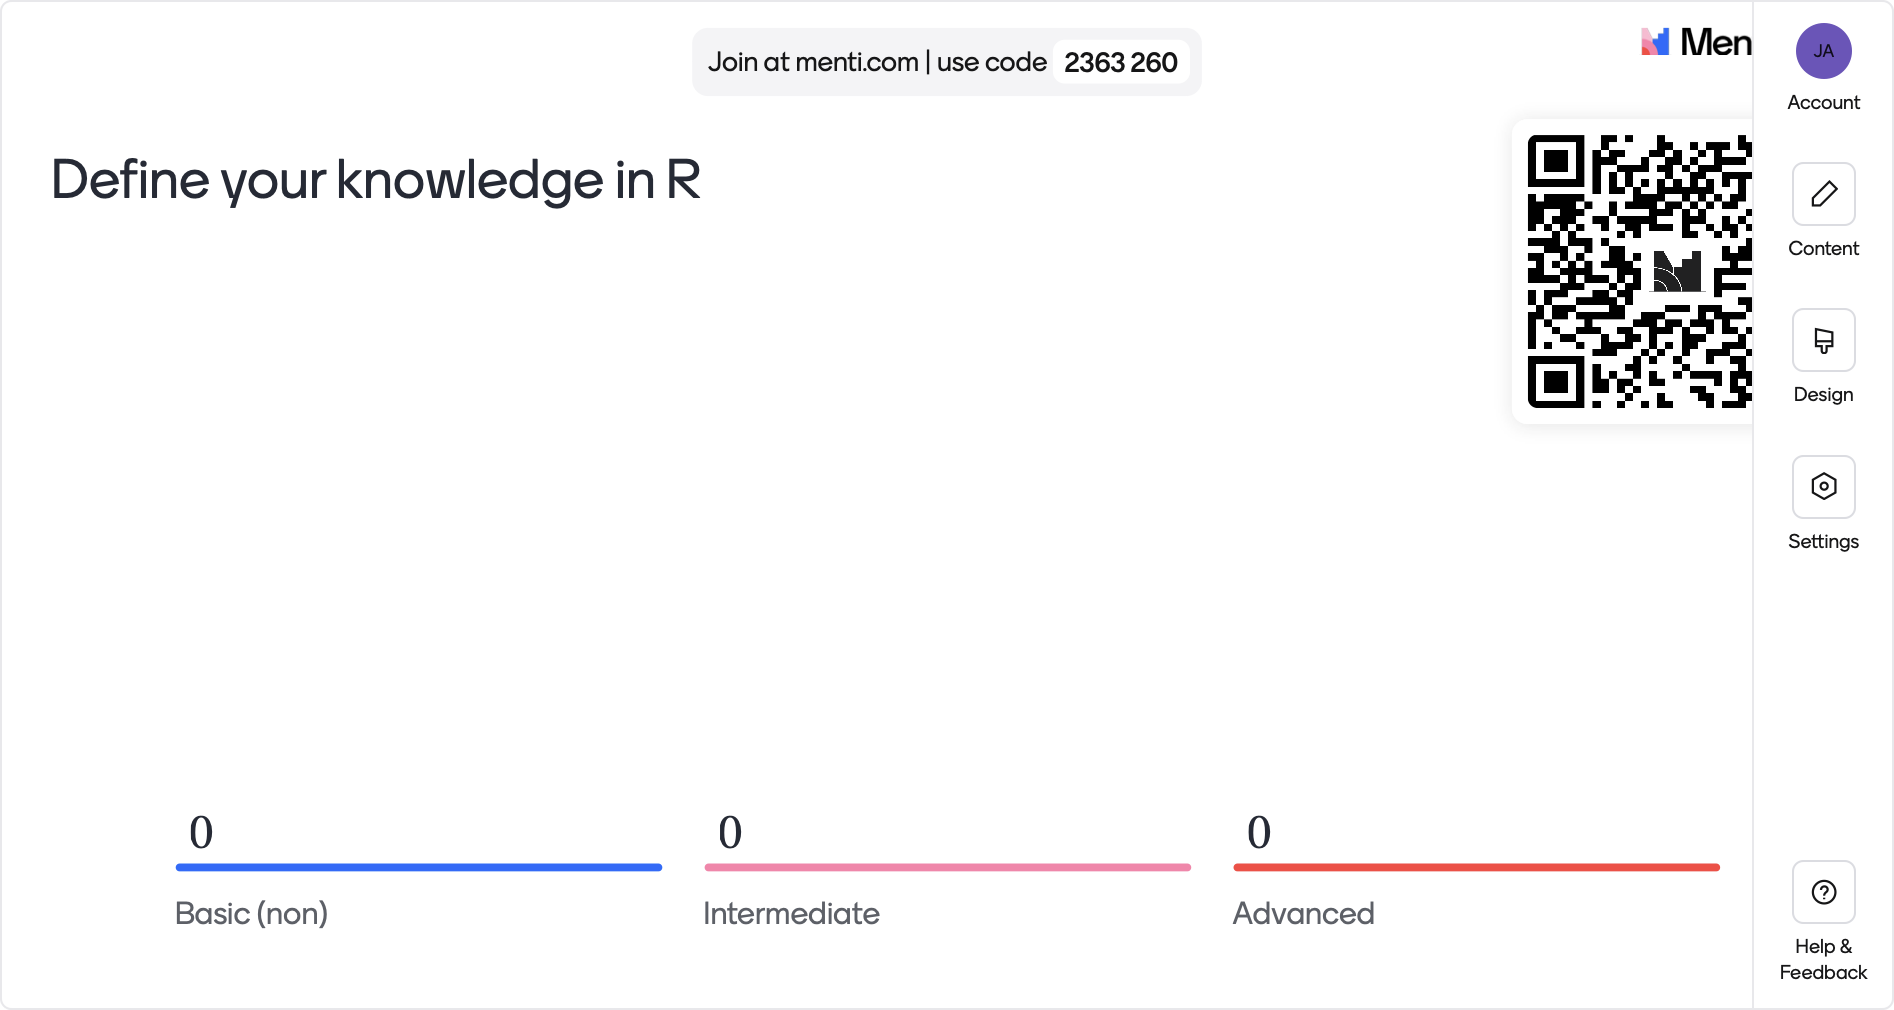 Join at menti.com | use code 2363 260
Men
JA
Account
Define your knowledge in R
Content
Design
Settings
0
0
0
Basic (non)
Intermediate
Advanced
Help &
Feedback